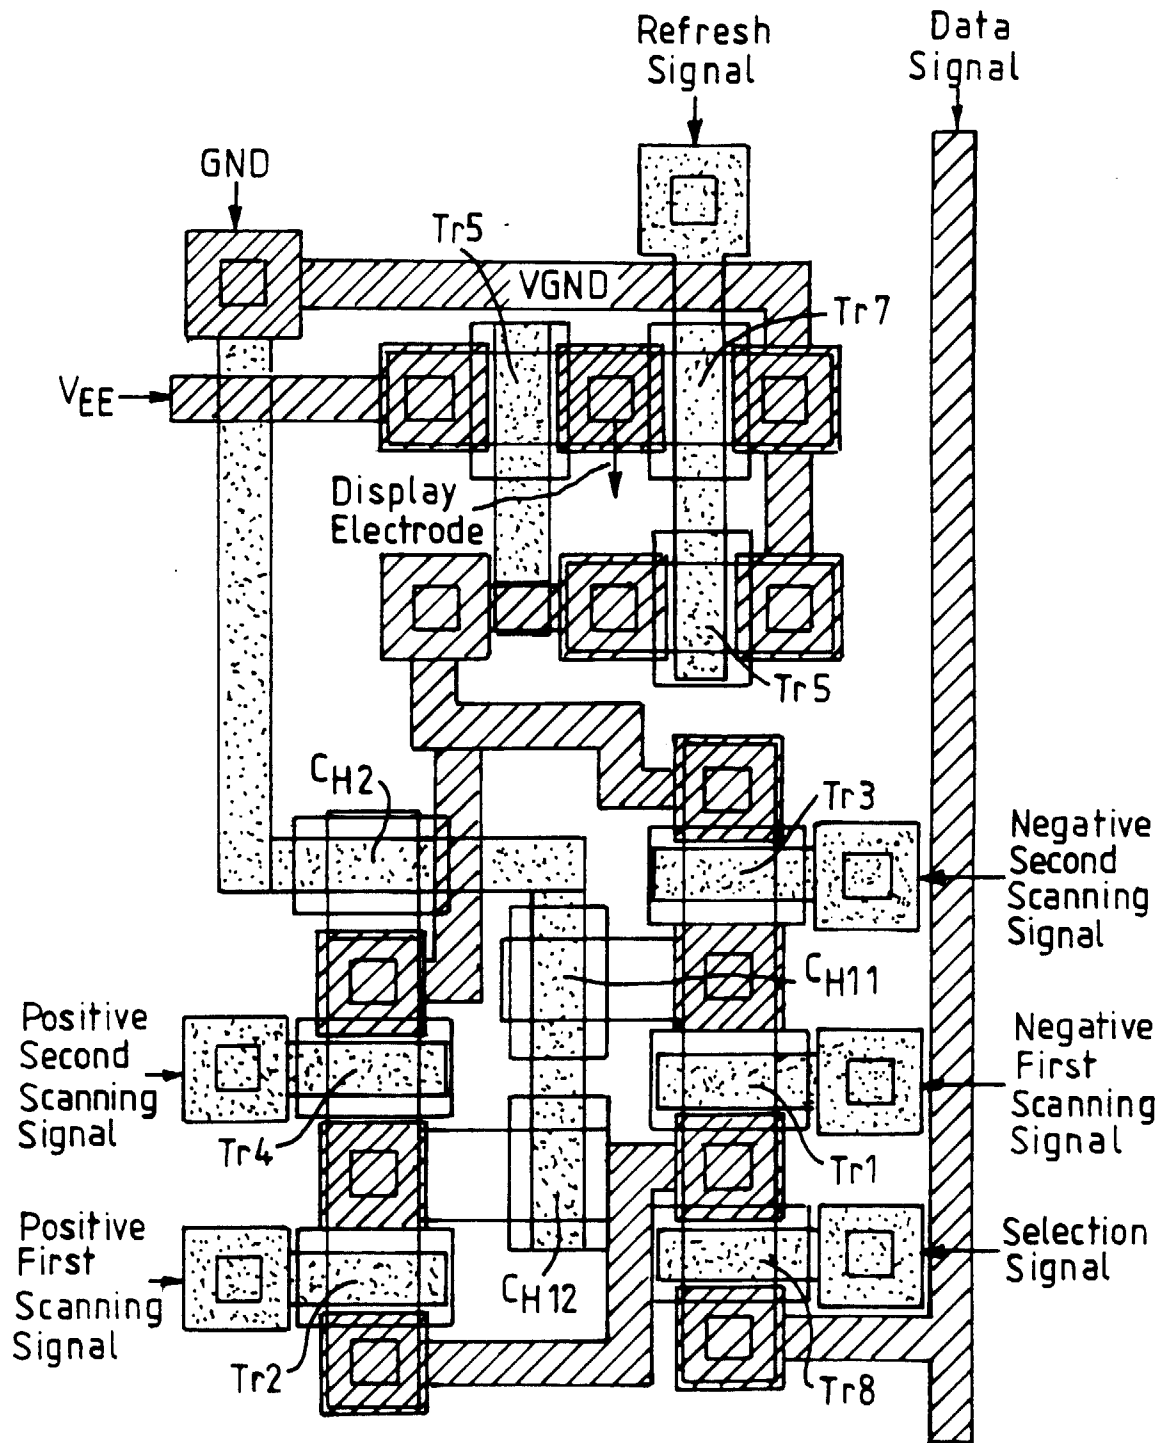 Refresh
Signal
Data
Signal
GND
Tr5
VGND
Tr7
VEE
Display
Electrode
Tr5
CH2
Tr3
Negative
Second
Scanning
Signal
CH11
Positive
Second
Scanning
Signal
Negative
First
Scanning
Signal
Tr4
Tr1
Positive
First
Scanning
Signal
Selection
Signal
CH12
Tr2
Tr8